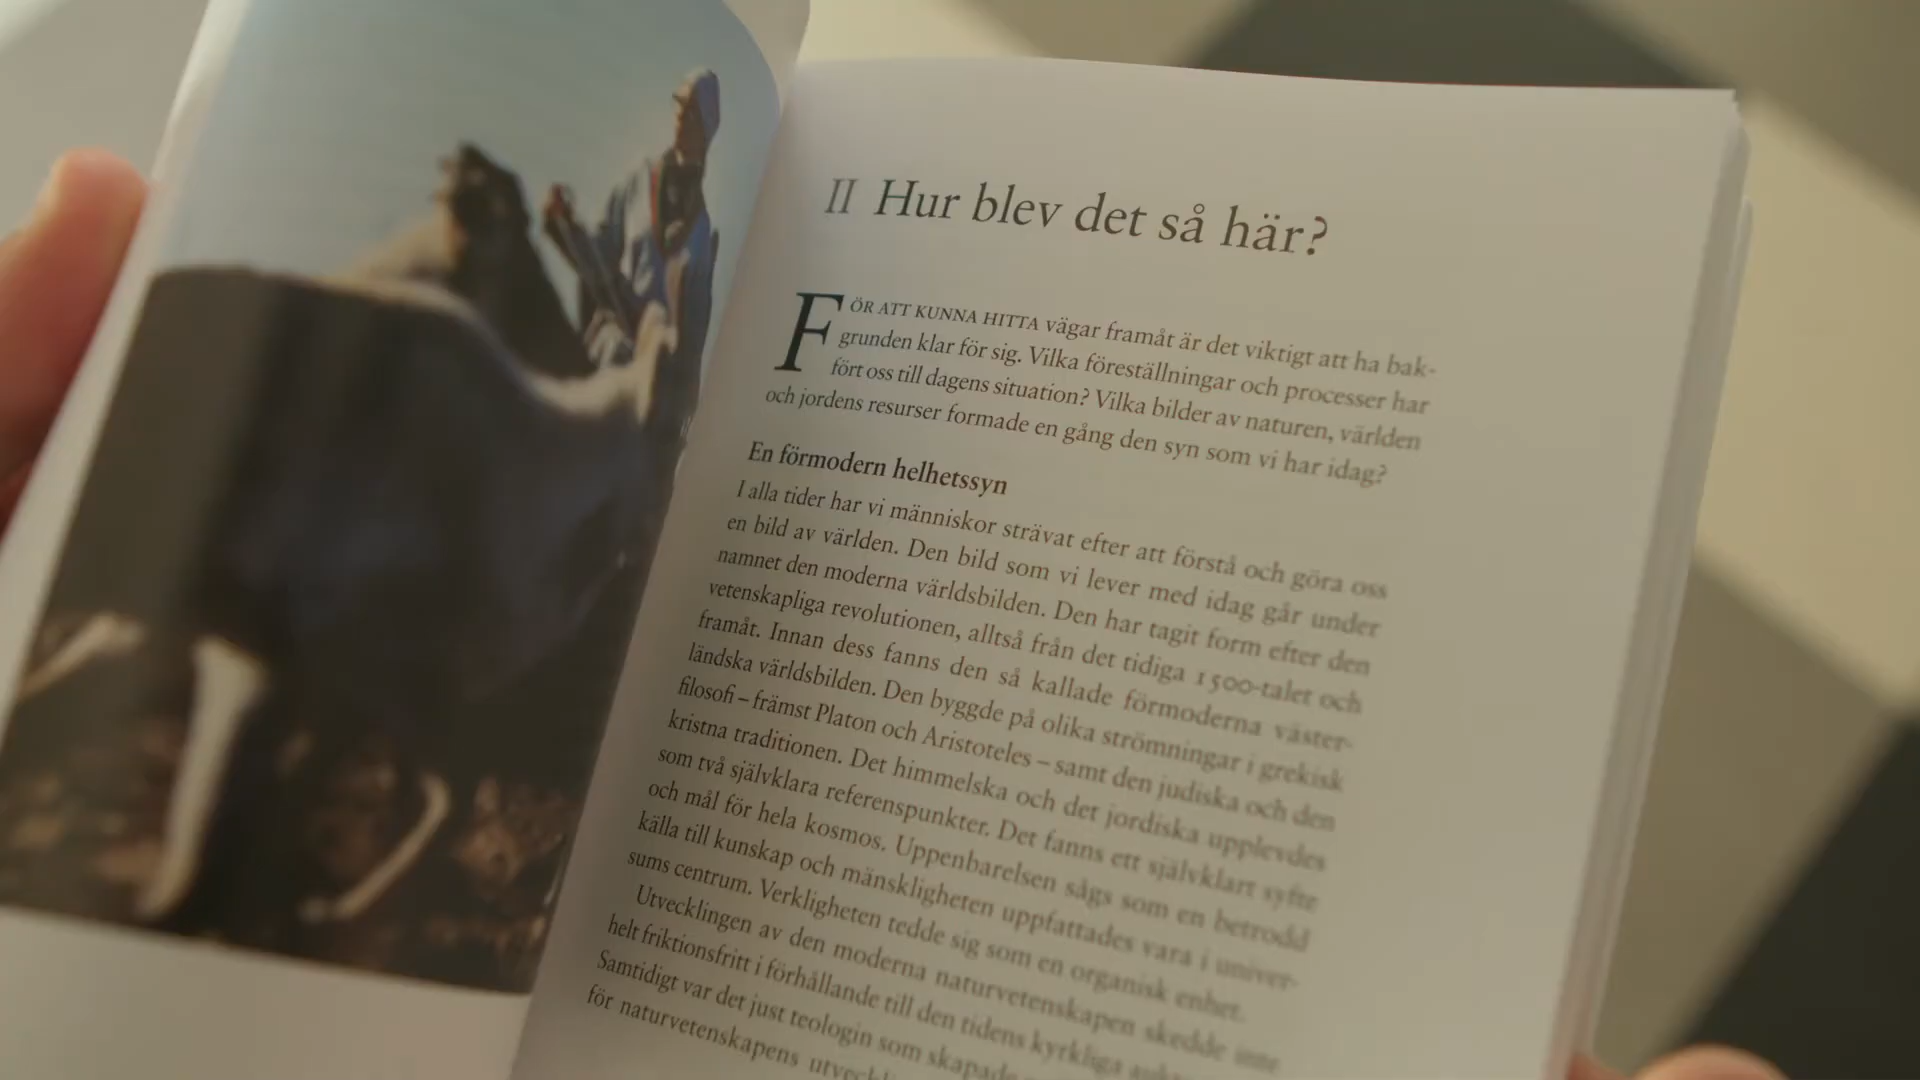 II Hur blev det så här?
FÖR ATT KUNNA HITTA vägar framåt är det viktigt att ha bak-
grunden klar för sig. Vilka föreställningar och processer har
fört oss till dagens situation? Vilka bilder av naturen, världen
och jordens resurser formade en gång den syn som vi har idag?
En förmodern helhetssyn
I alla tider har vi människor strävat efter att förstå och göra oss
en bild av världen. Den bild som vi lever med idag går under
namnet den moderna världsbilden. Den har tagit form efter den
vetenskapliga revolutionen, alltså från det tidiga 1500-talet och
framåt. Innan dess fanns den så kallade förmoderna väster-
ländska världsbilden. Den byggde på olika strömningar i grekisk
filosofi – främst Platon och Aristoteles – samt den judiska och den
kristna traditionen. Det himmelska och det jordiska upplevdes
som två självklara referenspunkter. Det fanns ett självklart syfte
och mål för hela kosmos. Uppenbarelsen sågs som en betrodd
källa till kunskap och mänskligheten uppfattades vara i univer-
sums centrum. Verkligheten tedde sig som en organisk enhet.
Utvecklingen av den moderna naturvetenskapen skedde inte
helt friktionsfritt i förhållande till den tidens kyrkliga
Samtidigt var det just teologin som skapade
för naturvetenskapens